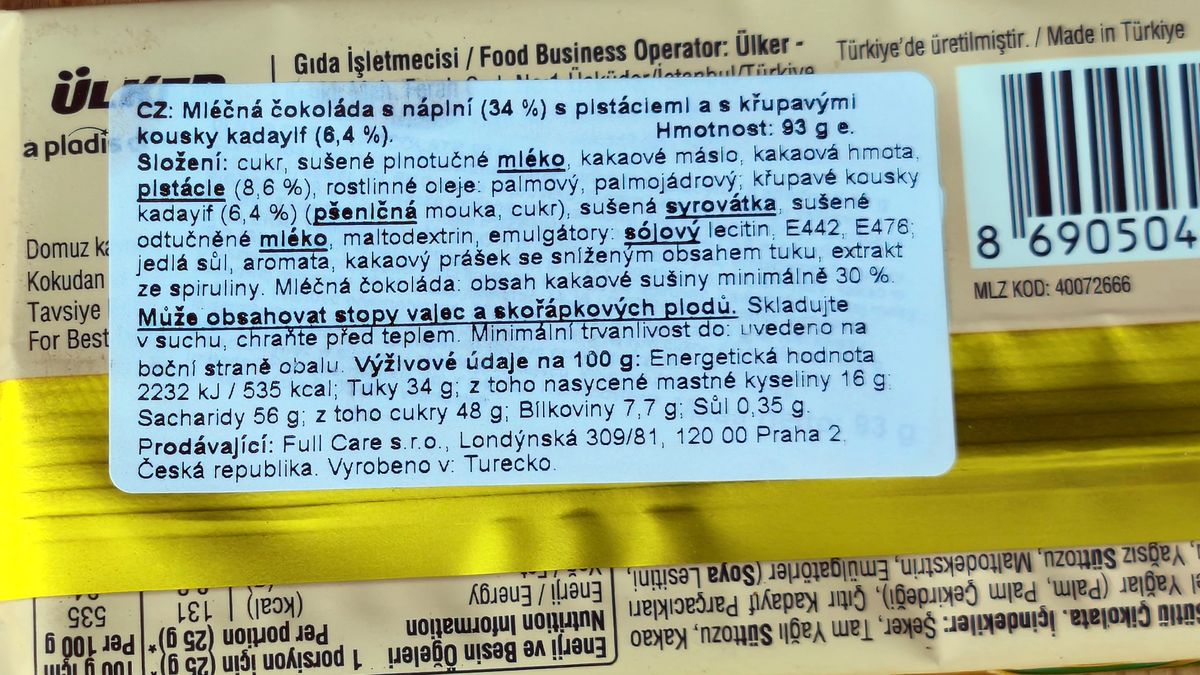 ÜLKER
a pladis
Gıda İşletmecisi / Food Business Operator: Ülker -
Türkiye'de üretilmiştir. / Made in Türkiye
CZ: Mléčná čokoláda s náplní (34 %) s pistáciemi a s křupavými
kousky kadayif (6,4 %).
Hmotnost: 93 g e.
Složení: cukr, sušené plnotučné mléko, kakaové máslo, kakaová hmota,
pistácie (8,6 %), rostlinné oleje: palmový, palmojádrový; křupavé kousky
kadayif (6,4 %) (pšeničná mouka, cukr), sušená syrovátka, sušené
odtučněné mléko, maltodextrin, emulgátory: sójový lecitin, E442, E476;
jedlá sůl, aromata, kakaový prášek se sníženým obsahem tuku, extrakt
ze spiruliny. Mléčná čokoláda: obsah kakaové sušiny minimálně 30 %.
Může obsahovat stopy vajec a skořápkových plodů. Skladujte
v suchu, chraňte před teplem. Minimální trvanlivost do: uvedeno na
boční straně obalu. Výživové údaje na 100 g: Energetická hodnota
2232 kJ / 535 kcal; Tuky 34 g; z toho nasycené mastné kyseliny 16 g;
Sacharidy 56 g; z toho cukry 48 g; Bílkoviny 7,7 g; Sůl 0,35 g.
Prodávající: Full Care s.r.o., Londýnská 309/81, 120 00 Praha 2,
Česká republika. Vyrobeno v: Turecko.
Domuz
Kokudan
Tavsiye
For Best
8 690504
MLZ KOD: 40072666
Sütlü Çikolata. İçindekiler: Şeker, Tam Yağlı Süttozu, Kakao
Yağlar (Palm, Palm Çekirdeği), Çıtır Kadayıf Parçacıkları
Yağsız Süttozu, Maltodekstrin, Emülgatörler (Soya Lesitini,
Enerji ve Besin Ögeleri
Nutrition Information
1 porsiyon için (25 g)*
Per portion (25 g)*
100 g için
Per 100 g
Enerji / Energy
(kcal)
131
535